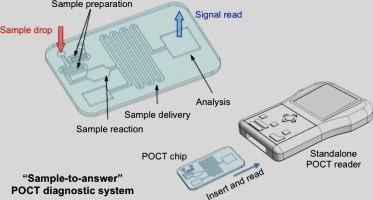 Sample preparation
Signal read
Sample drop
Analysis
Sample delivery
Sample reaction
POCT chip
Standalone
POCT reader
Insert and read
“Sample-to-answer”
POCT diagnostic system